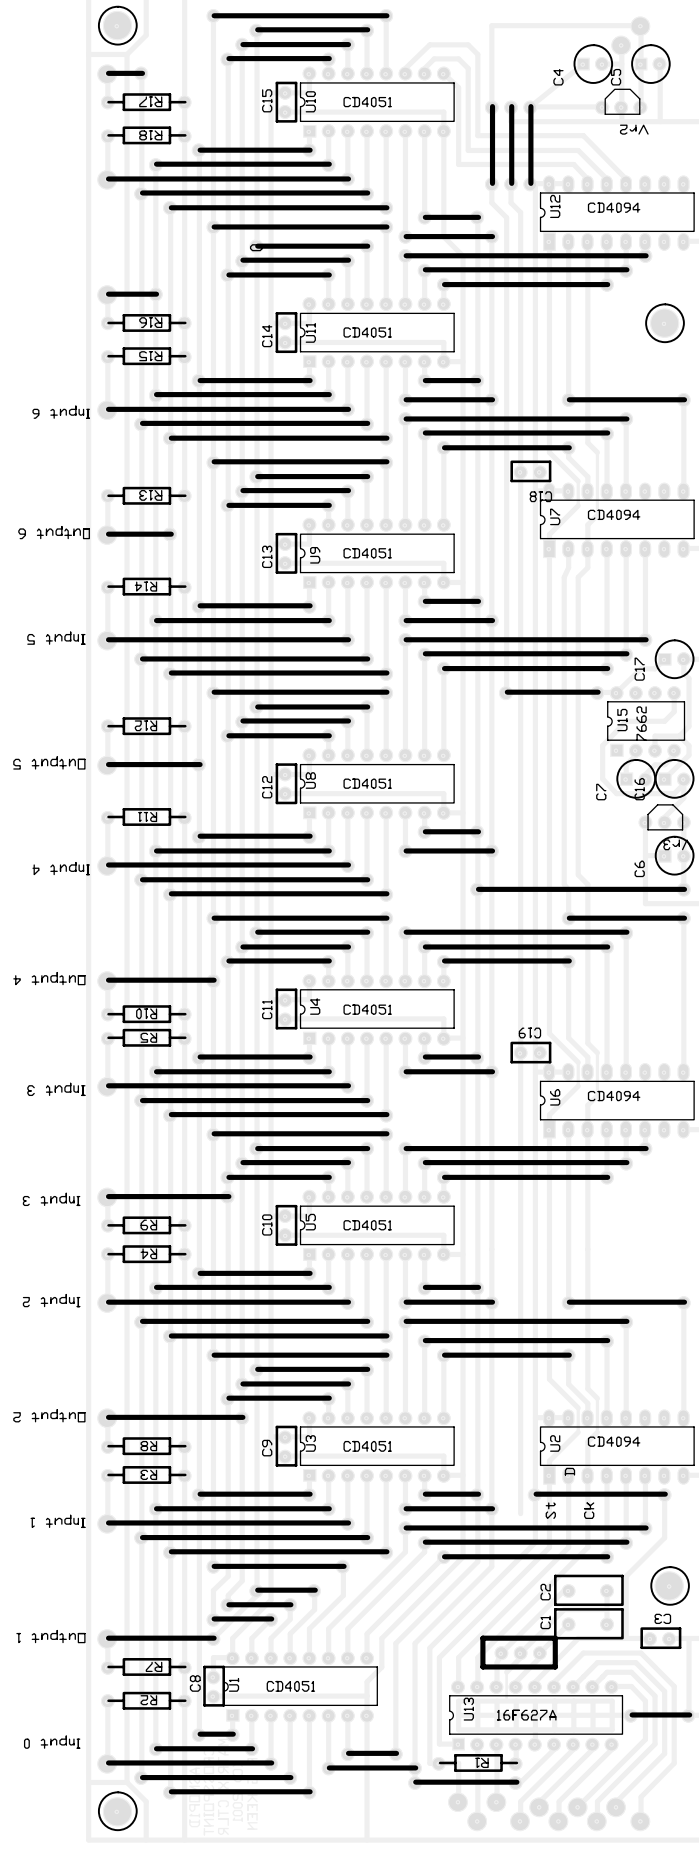 C4
C5
R17
C15
U10
CD4051
Vr2
R18
U12
CD4094
R16
C14
U11
CD4051
R15
Input 6
R13
C18
U7
CD4094
Output 6
C13
U9
CD4051
R14
Input 5
C17
R12
U15
7662
Output 5
C12
U8
CD4051
C7
C16
R11
Vr3
Input 4
C6
Output 4
R10
C11
U4
CD4051
R5
C19
Input 3
U6
CD4094
Input 3
R9
C10
U5
CD4051
R4
Input 2
Output 2
R8
C9
U3
CD4051
U2
CD4094
R3
D
St
Ck
Input 1
C2
C1
C3
Output 1
R7
C8
U1
CD4051
R2
U13
16F627A
Input 0
R1